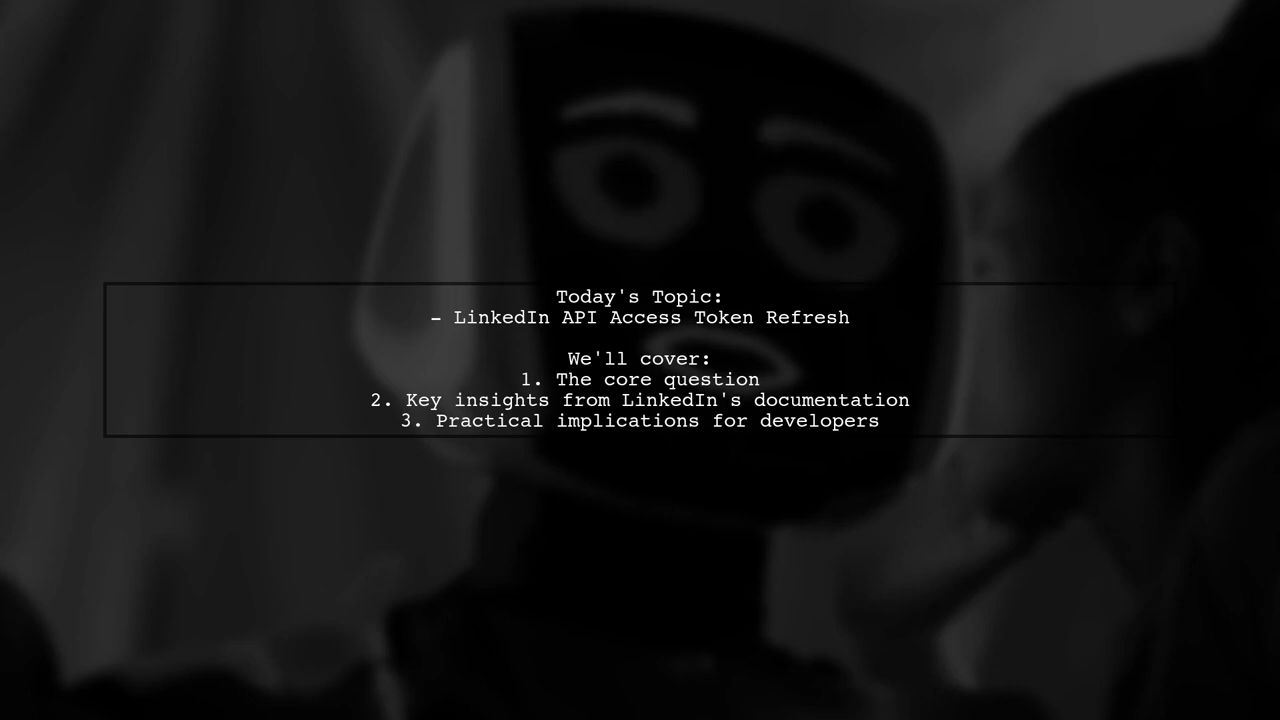 Today's Topic:
– LinkedIn API Access Token Refresh
We'll cover:
1. The core question
2. Key insights from LinkedIn's documentation
3. Practical implications for developers